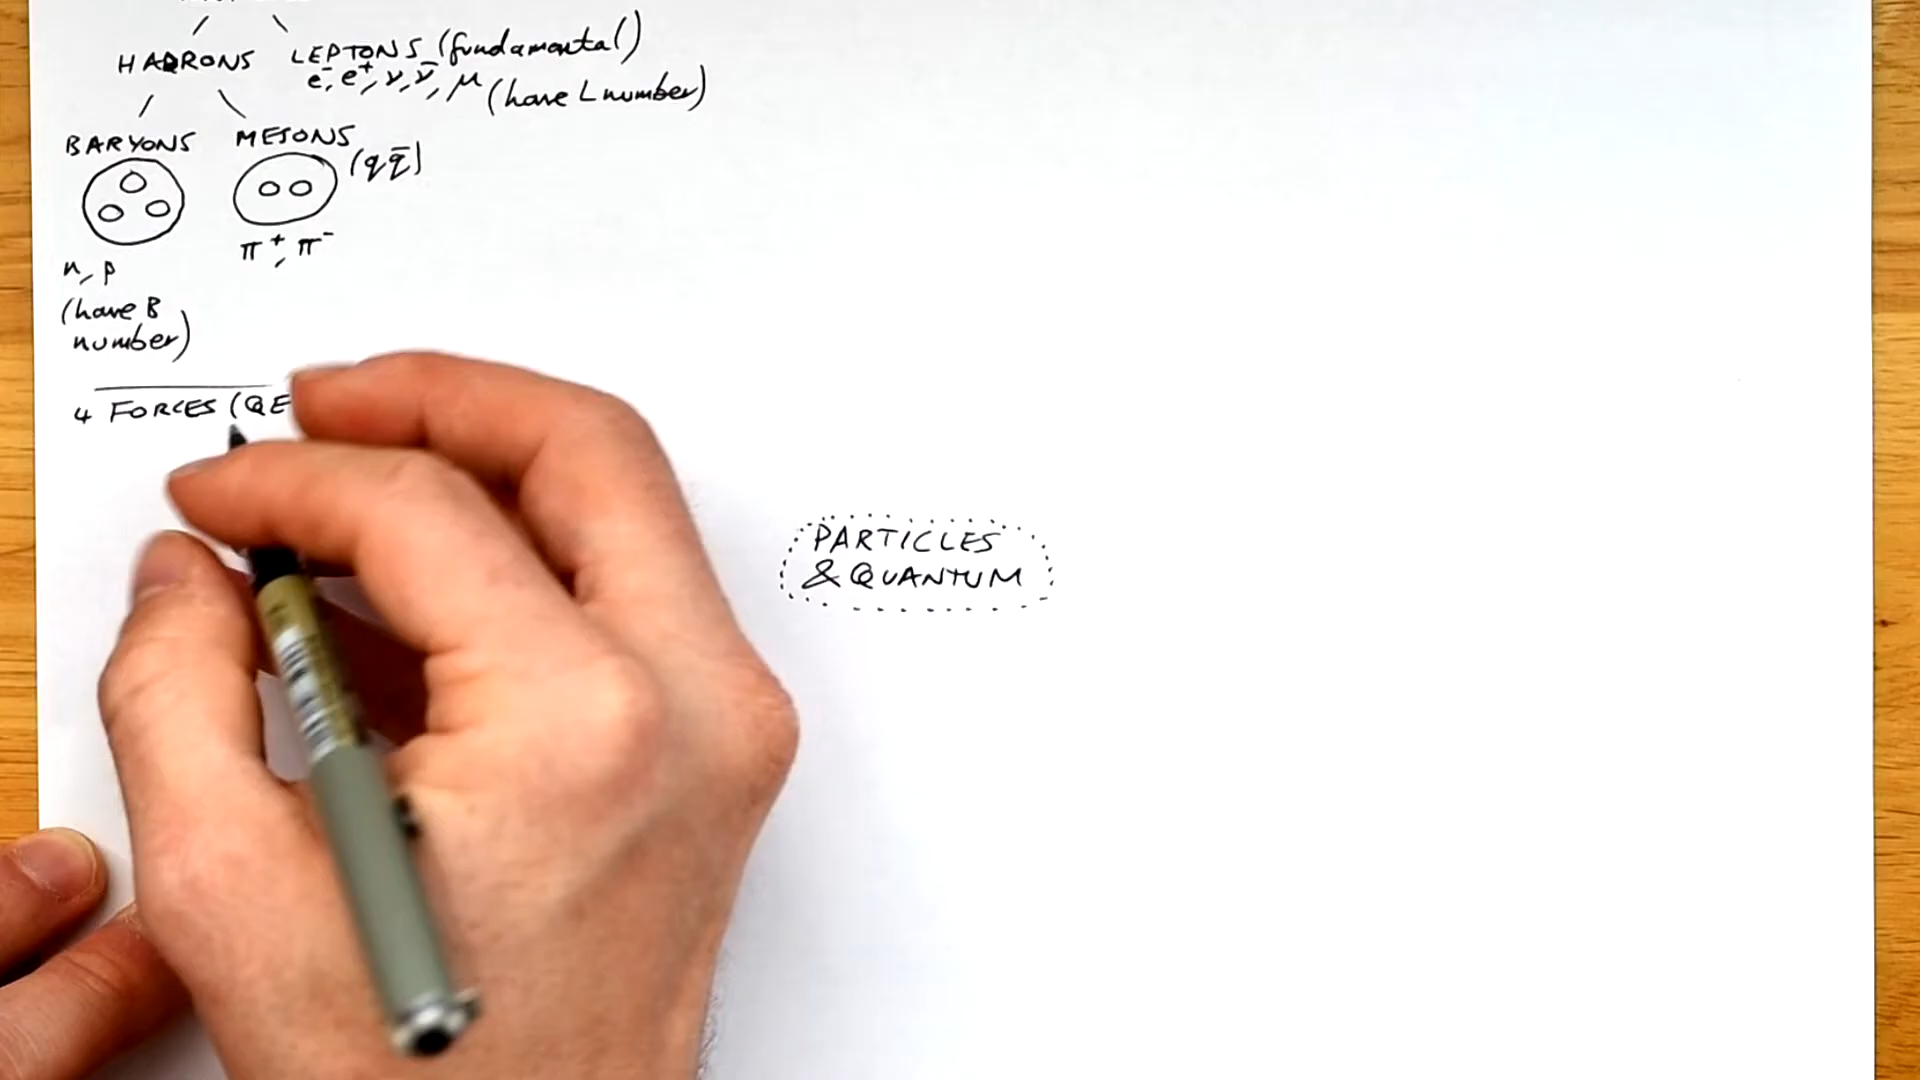 HADRONS LEPTONS (fundamental)
e⁻, e⁺, ν, ν̄, μ (have L number)
BARYONS MESONS
(qq̄)
π⁺, π⁻
n, p
(have B
number)
4 FORCES (QE
PARTICLES
& QUANTUM